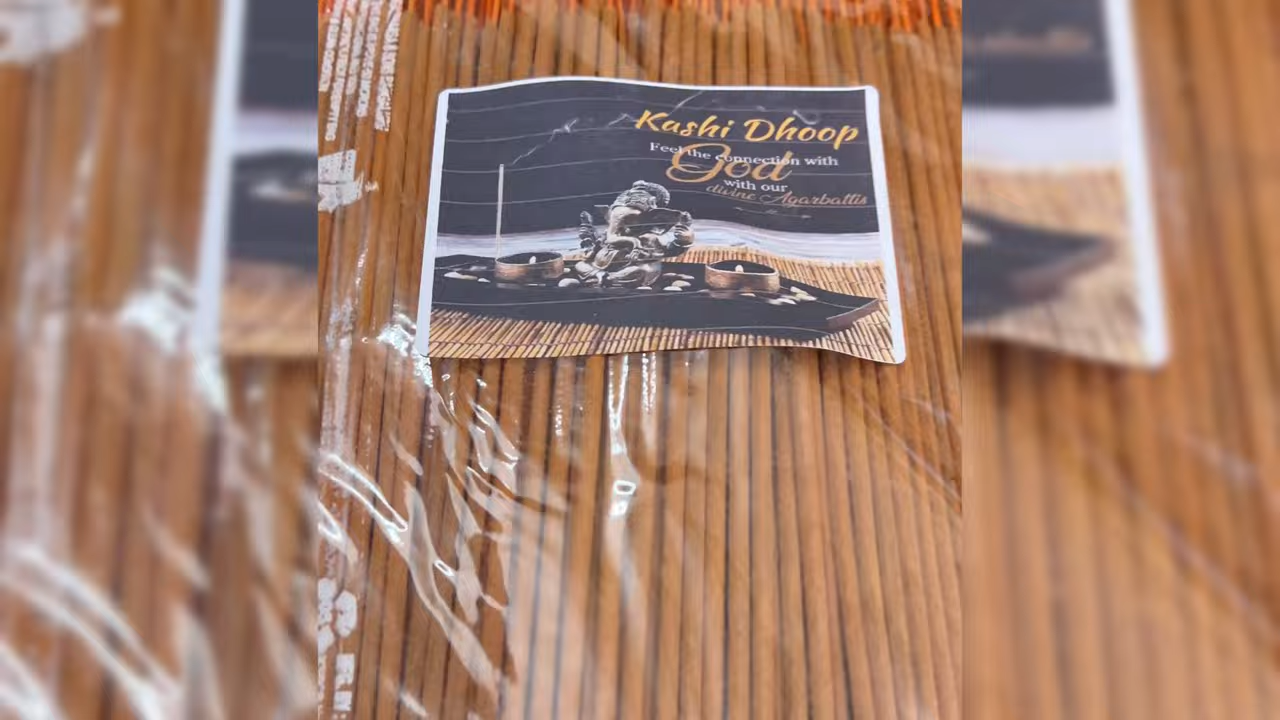 Kashi Dhoop
Feel the connection with
God
with our
divine Agarbattis